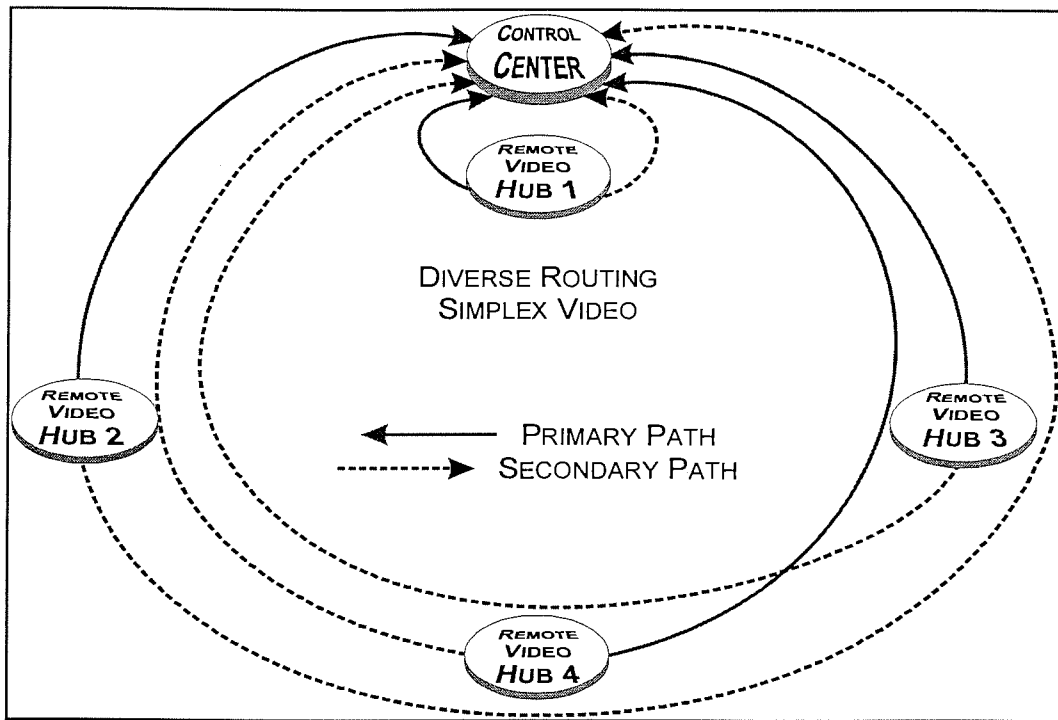 CONTROL
CENTER
REMOTE
VIDEO
HUB 1
DIVERSE ROUTING
SIMPLEX VIDEO
REMOTE
VIDEO
HUB 2
REMOTE
VIDEO
HUB 3
PRIMARY PATH
SECONDARY PATH
REMOTE
VIDEO
HUB 4